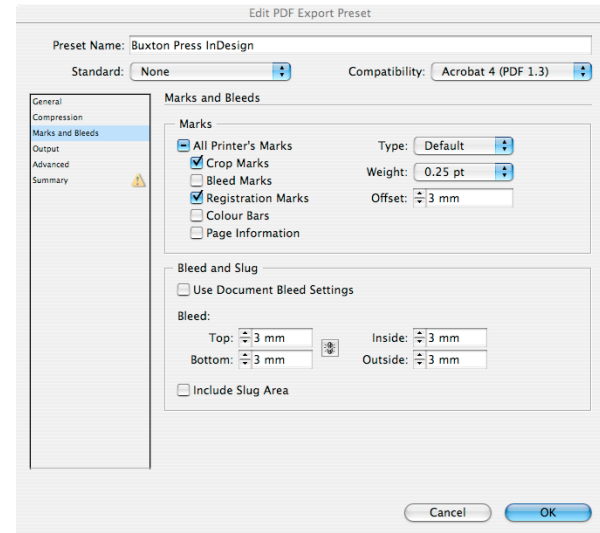 Edit PDF Export Preset
Preset Name: Buxton Press InDesign
Standard: None Compatibility: Acrobat 4 (PDF 1.3)
General
Compression
Marks and Bleeds
Output
Advanced
Summary
Marks and Bleeds
Marks
All Printer's Marks Type: Default
Crop Marks Weight: 0.25 pt
Bleed Marks
Registration Marks Offset: 3 mm
Colour Bars
Page Information
Bleed and Slug
Use Document Bleed Settings
Bleed:
Top: 3 mm Inside: 3 mm
Bottom: 3 mm Outside: 3 mm
Include Slug Area
Cancel OK